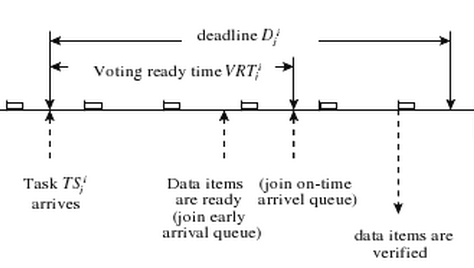 deadline D_j^i
Voting ready time VRT_j^i
Task TS_j^i
arrives
Data items
are ready
(join early
arrival queue)
(join on-time
arrivel queue)
data items are
verified